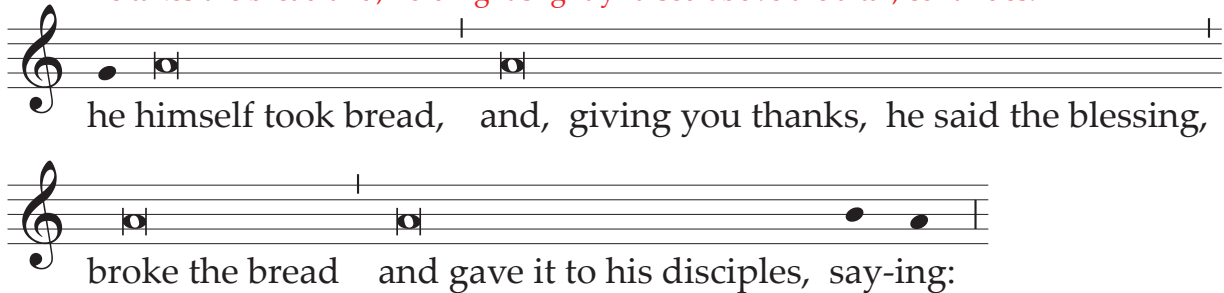 he himself took bread, and, giving you thanks, he said the blessing,
broke the bread and gave it to his disciples, say-ing: